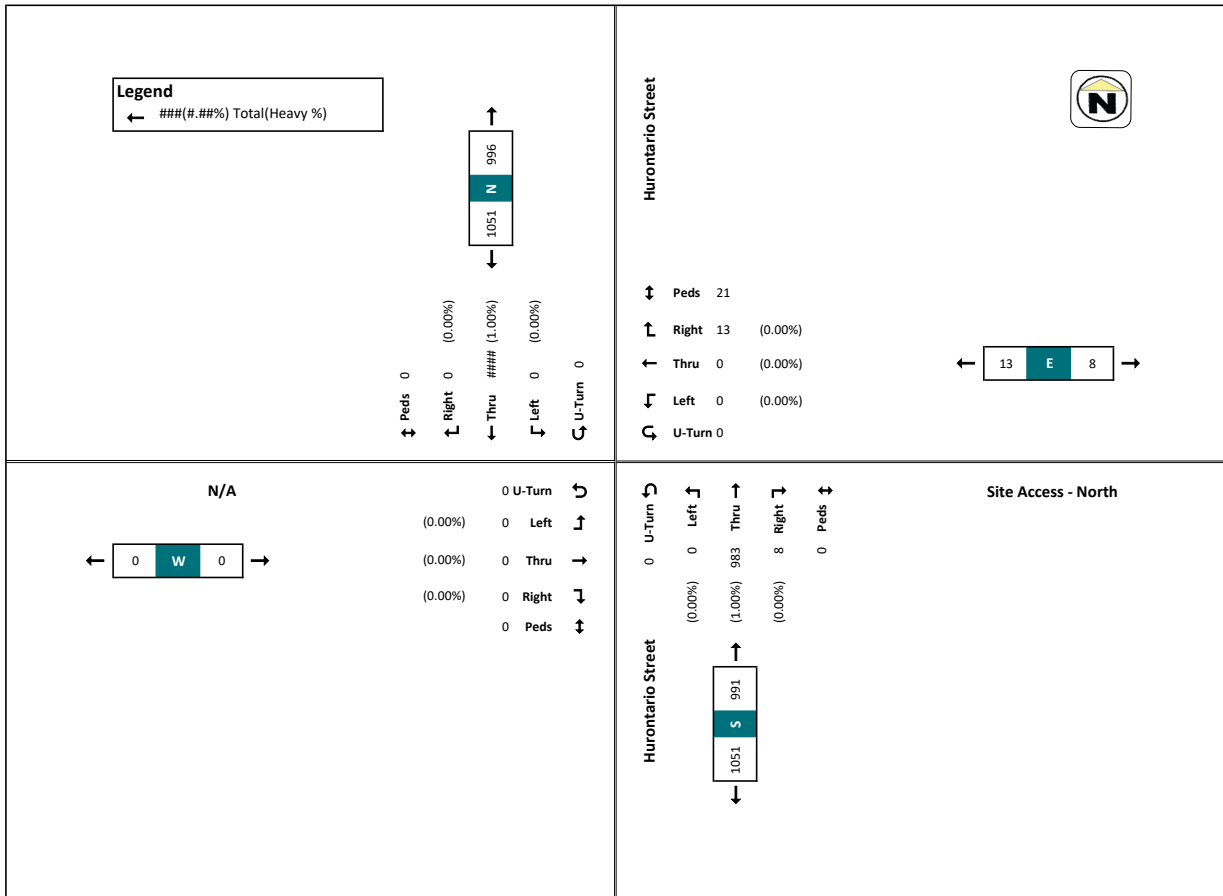 Legend
← ###(#.##%) Total(Heavy %)
1051 N 996
Peds 0
Right 0 (0.00%)
Thru #### (1.00%)
Left 0 (0.00%)
U-Turn 0
Hurontario Street
N
Peds 21
Right 13 (0.00%)
Thru 0 (0.00%)
Left 0 (0.00%)
U-Turn 0
13 E 8
N/A
0 W 0
0 U-Turn
(0.00%) 0 Left
(0.00%) 0 Thru
(0.00%) 0 Right
0 Peds
0 U-Turn
(0.00%) 0 Left
(1.00%) 983 Thru
(0.00%) 8 Right
0 Peds
Site Access - North
Hurontario Street
1051 S 991